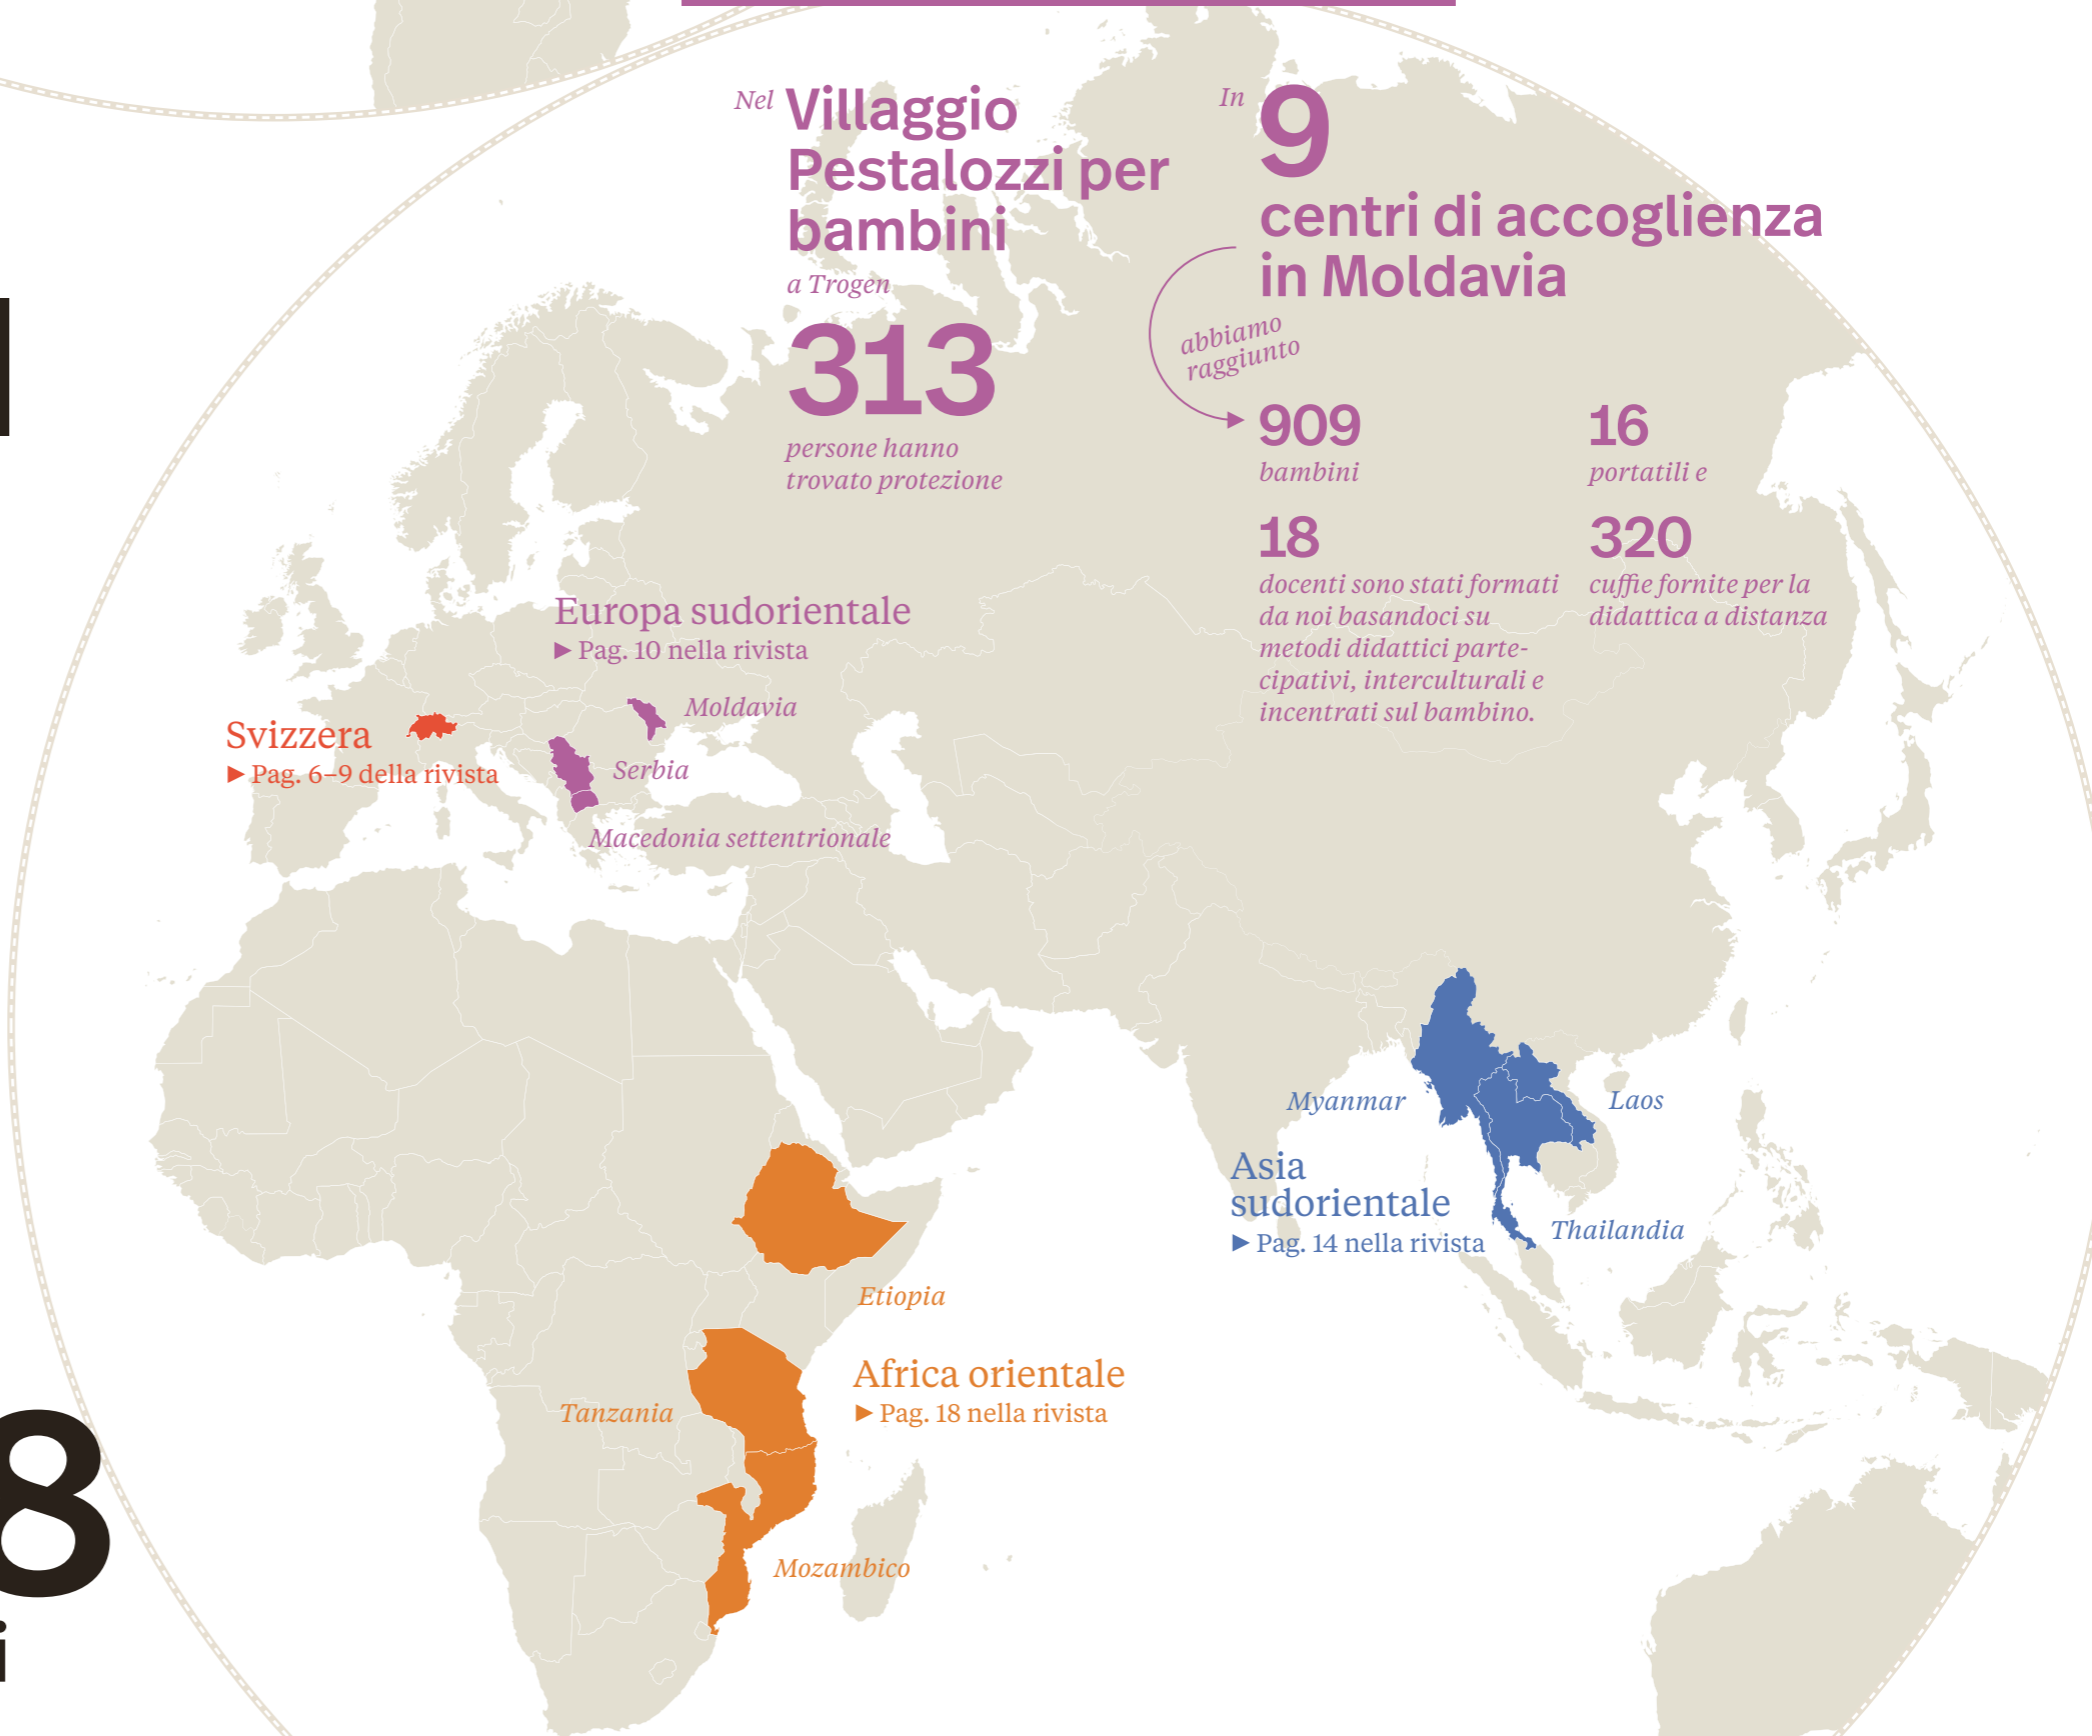 Nel Villaggio
Pestalozzi per
bambini
a Trogen
313
persone hanno
trovato protezione
In 9
centri di accoglienza
in Moldavia
abbiamo
raggiunto
909
bambini
16
portatili e
18
docenti sono stati formati
da noi basandoci su
metodi didattici parte-
cipativi, interculturali e
incentrati sul bambino.
320
cuffie fornite per la
didattica a distanza
Europa sudorientale
▶ Pag. 10 nella rivista
Moldavia
Svizzera
▶ Pag. 6–9 della rivista
Serbia
Macedonia settentrionale
Myanmar
Laos
Asia
sudorientale
▶ Pag. 14 nella rivista
Thailandia
Etiopia
Africa orientale
▶ Pag. 18 nella rivista
Tanzania
Mozambico
8
i